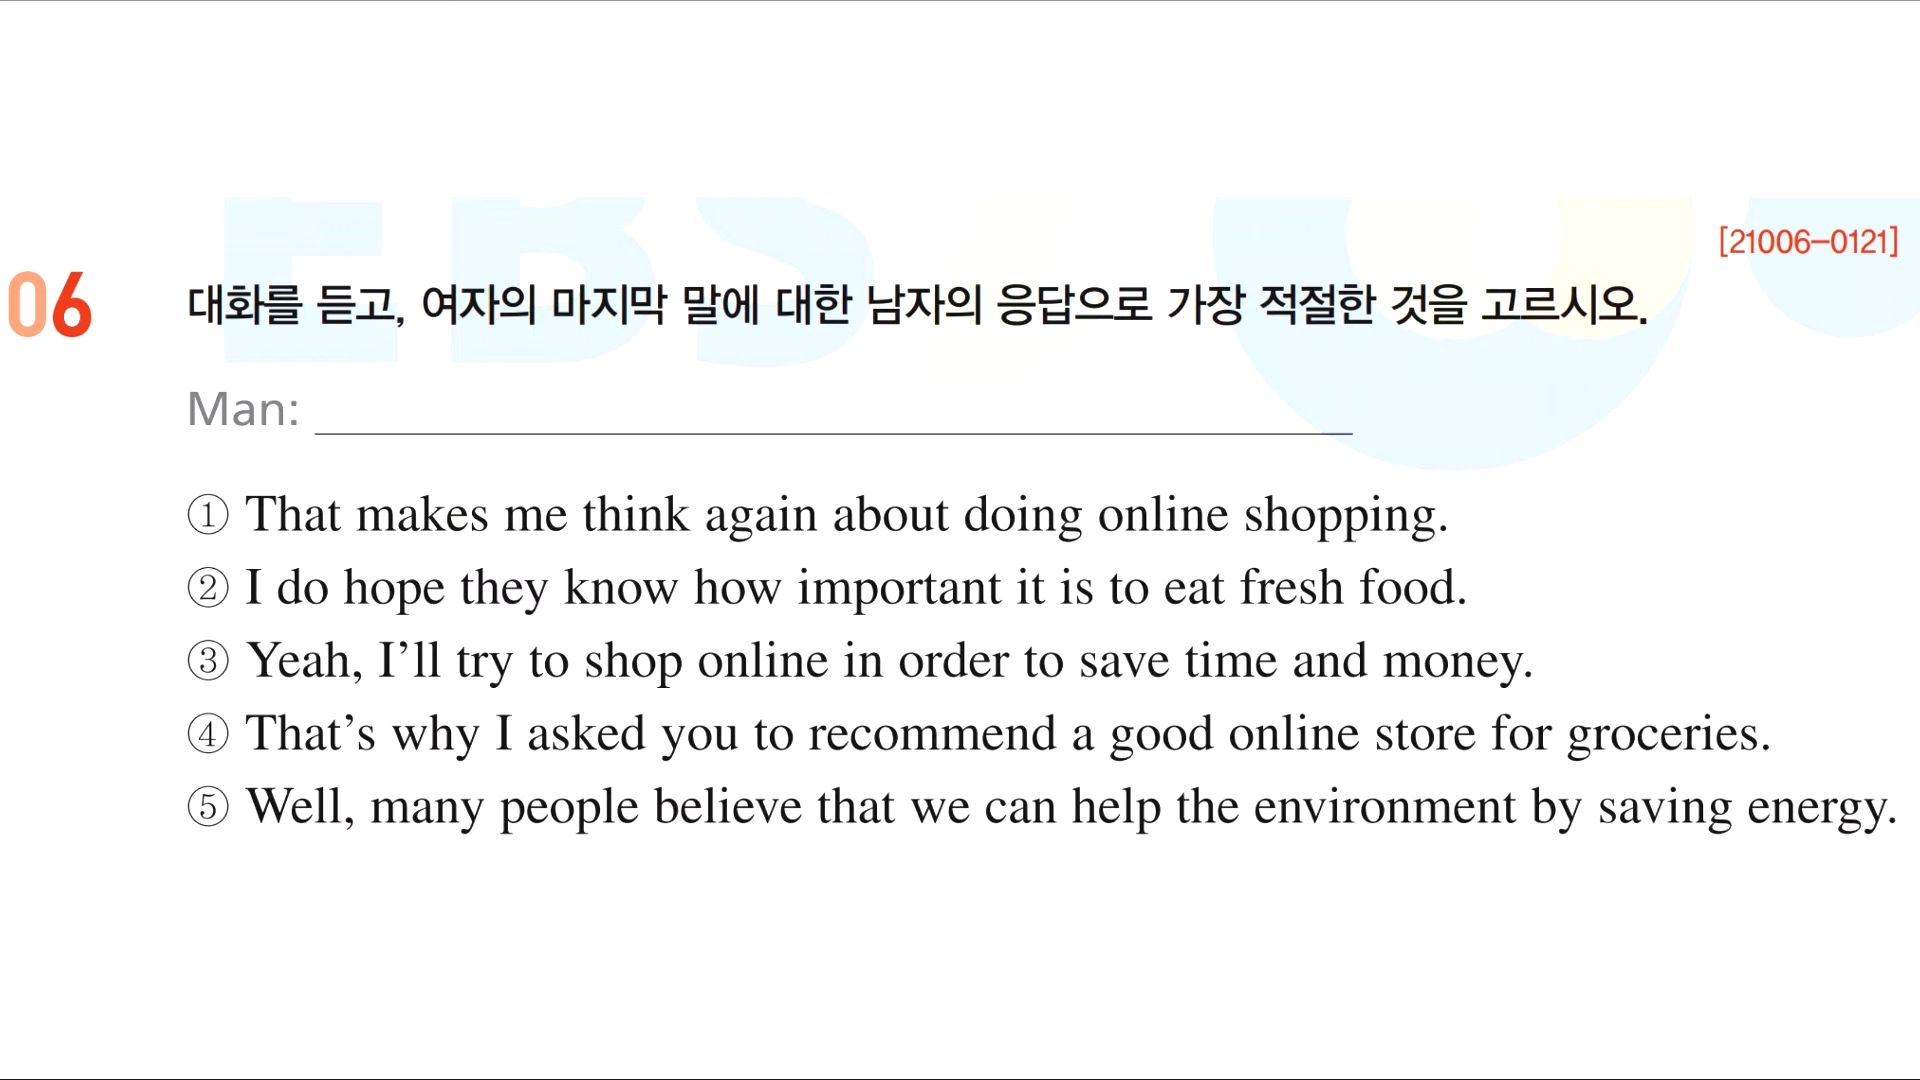 [21006-0121]
06 대화를 듣고, 여자의 마지막 말에 대한 남자의 응답으로 가장 적절한 것을 고르시오.
Man:
① That makes me think again about doing online shopping.
② I do hope they know how important it is to eat fresh food.
③ Yeah, I'll try to shop online in order to save time and money.
④ That's why I asked you to recommend a good online store for groceries.
⑤ Well, many people believe that we can help the environment by saving energy.